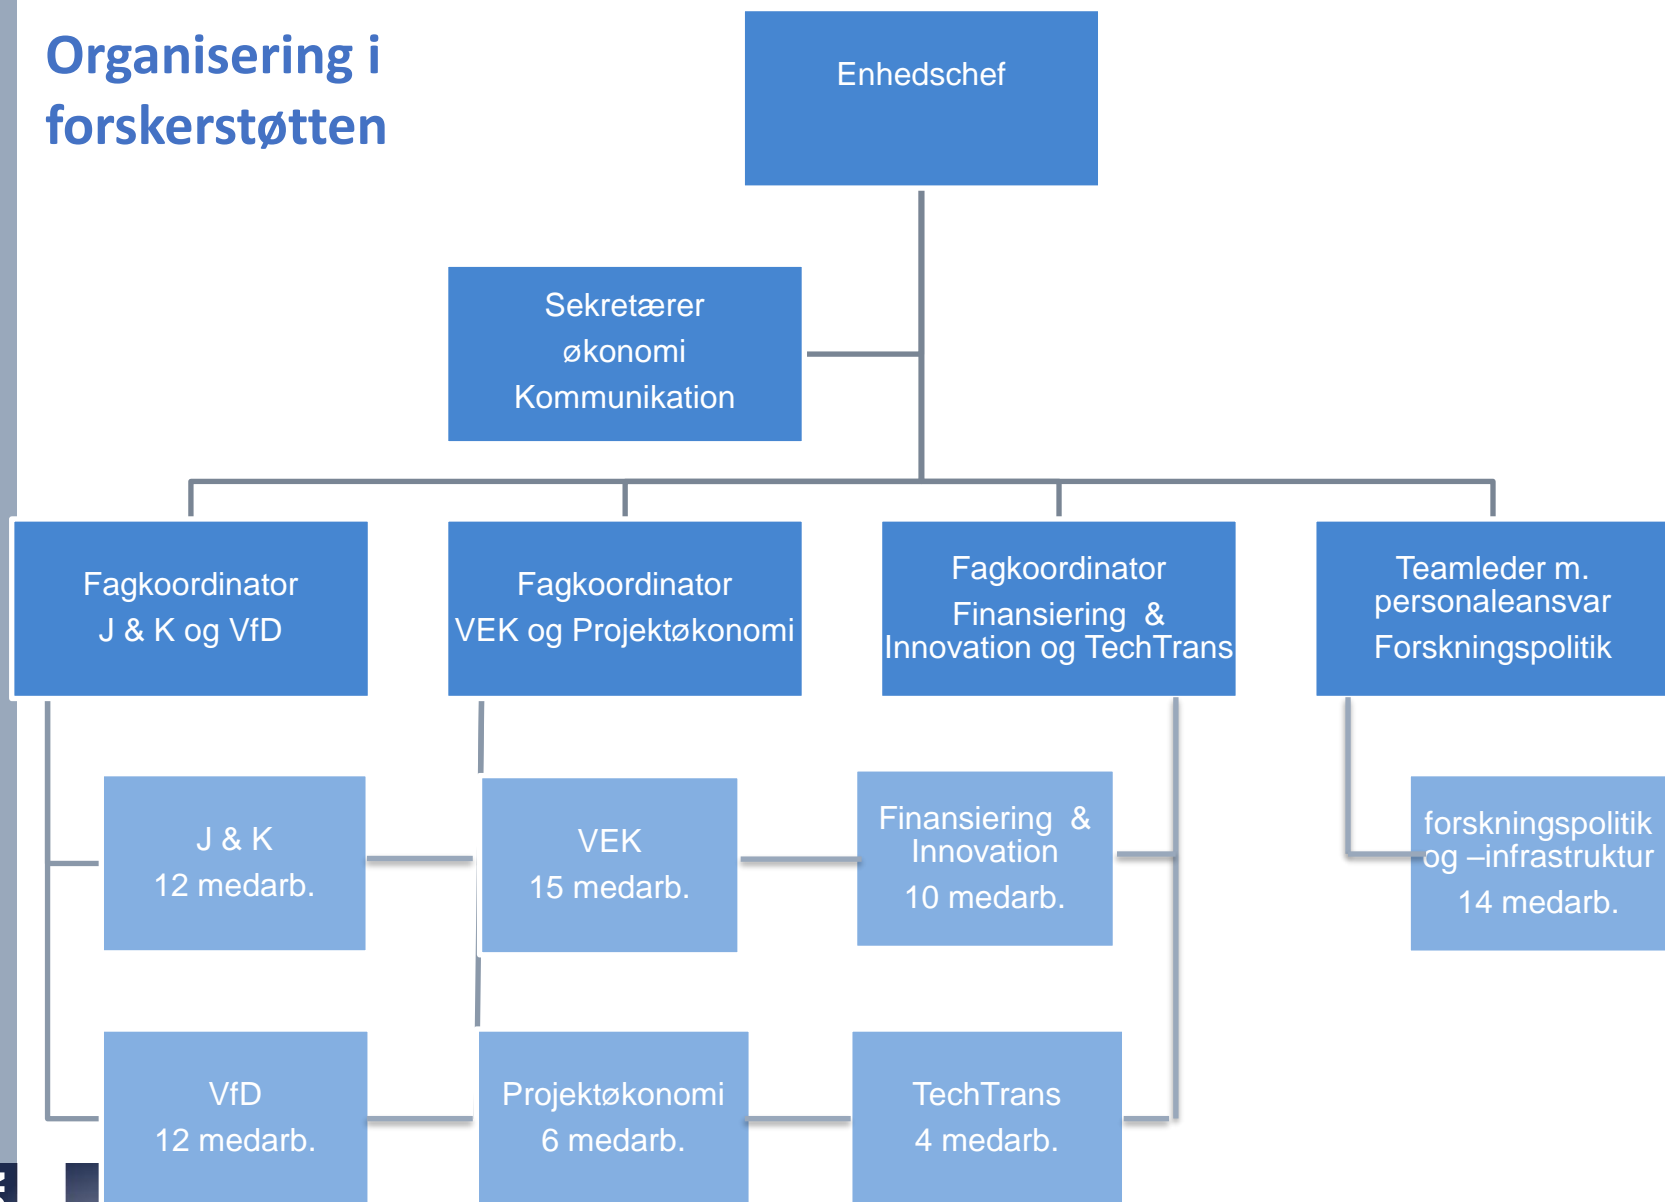 Organisering i
forskerstøtten
Enhedschef
Sekretærer
økonomi
Kommunikation
Fagkoordinator
J & K og VfD
Fagkoordinator
VEK og Projektøkonomi
Fagkoordinator
Finansiering &
Innovation og TechTrans
Teamleder m.
personaleansvar
Forskningspolitik
J & K
12 medarb.
VEK
15 medarb.
Finansiering &
Innovation
10 medarb.
forskningspolitik
og –infrastruktur
14 medarb.
VfD
12 medarb.
Projektøkonomi
6 medarb.
TechTrans
4 medarb.